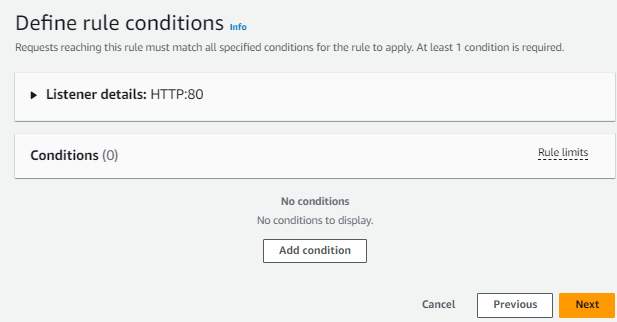 Define rule conditions Info
Requests reaching this rule must match all specified conditions for the rule to apply. At least 1 condition is required.
Listener details: HTTP:80
Conditions (0)
Rule limits
No conditions
No conditions to display.
Add condition
Cancel
Previous
Next